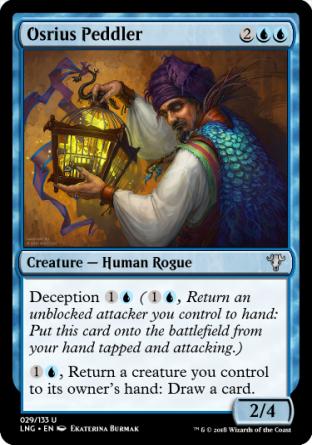 Osrius Peddler 2
Creature — Human Rogue
Deception 1 ( 1 , Return an
unblocked attacker you control to hand:
Put this card onto the battlefield from
your hand tapped and attacking.)
1 , Return a creature you control
to its owner's hand: Draw a card.
2/4
029/133 U
LNG • EN Ekaterina Burmak
™ & © 2018 Wizards of the Coast